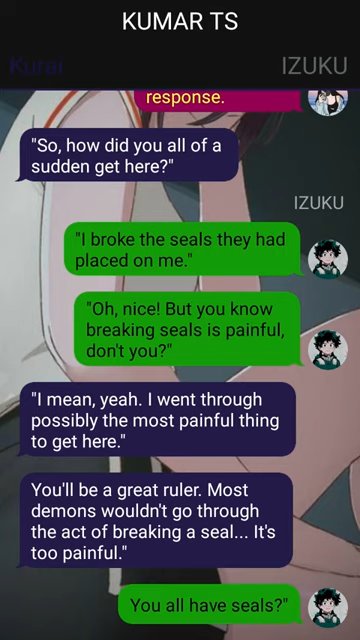 KUMAR TS
Kurai
IZUKU
response.
"So, how did you all of a
sudden get here?"
IZUKU
"I broke the seals they had
placed on me."
"Oh, nice! But you know
breaking seals is painful,
don't you?"
"I mean, yeah. I went through
possibly the most painful thing
to get here."
You'll be a great ruler. Most
demons wouldn't go through
the act of breaking a seal... It's
too painful."
You all have seals?"